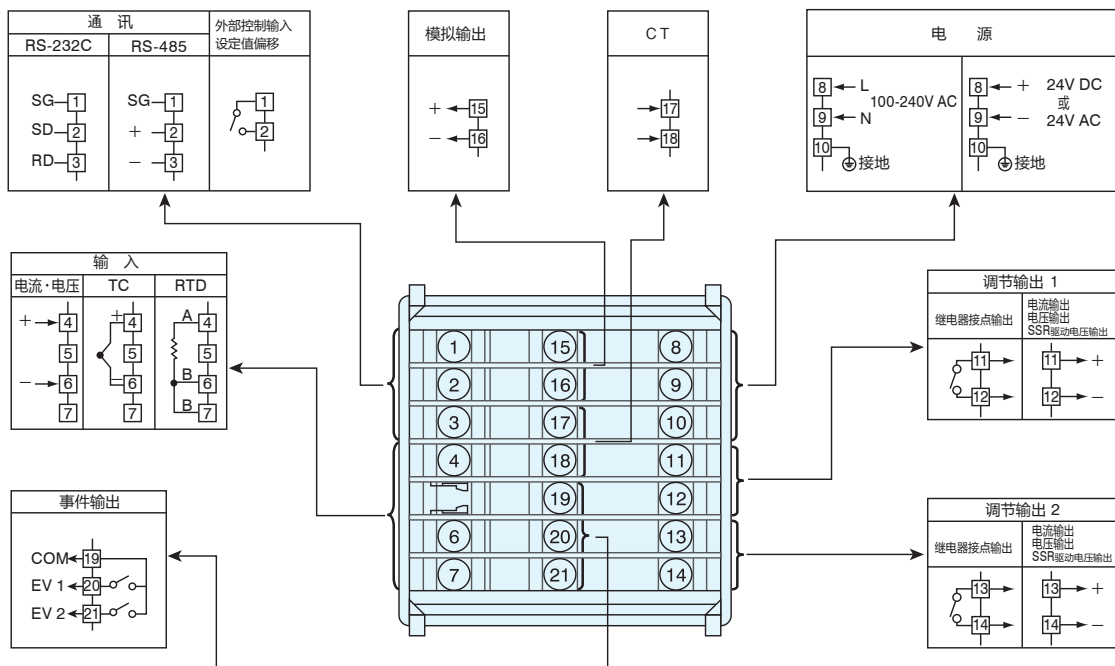 通 讯
RS-232C
RS-485
外部控制输入
设定值偏移
SG 1
SD 2
RD 3
SG 1
+ 2
− 3
1
2
模拟输出
+ 15
− 16
CT
17
18
电 源
8 L
100-240V AC
9 N
10
接地
8 + 24V DC
或
9 − 24V AC
10
接地
输 入
电流·电压
TC
RTD
+ 4
5
− 6
7
+ 4
5
− 6
7
A 4
5
B 6
B 7
1 15 8
2 16 9
3 17 10
4 18 11
19 12
6 20 13
7 21 14
调节输出 1
继电器接点输出
电流输出
电压输出
SSR驱动电压输出
11
12
11 +
12 −
事件输出
COM 19
EV 1 20
EV 2 21
调节输出 2
继电器接点输出
电流输出
电压输出
SSR驱动电压输出
13
14
13 +
14 −